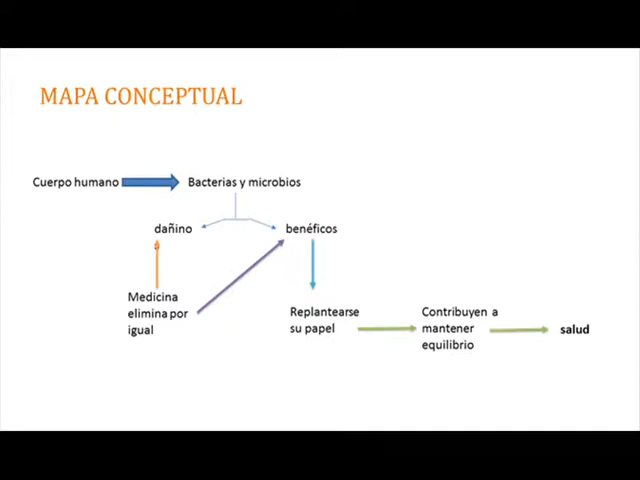 MAPA CONCEPTUAL
Cuerpo humano
Bacterias y microbios
dañino
benéficos
Medicina
elimina por
igual
Replantearse
su papel
Contribuyen a
mantener
equilibrio
salud